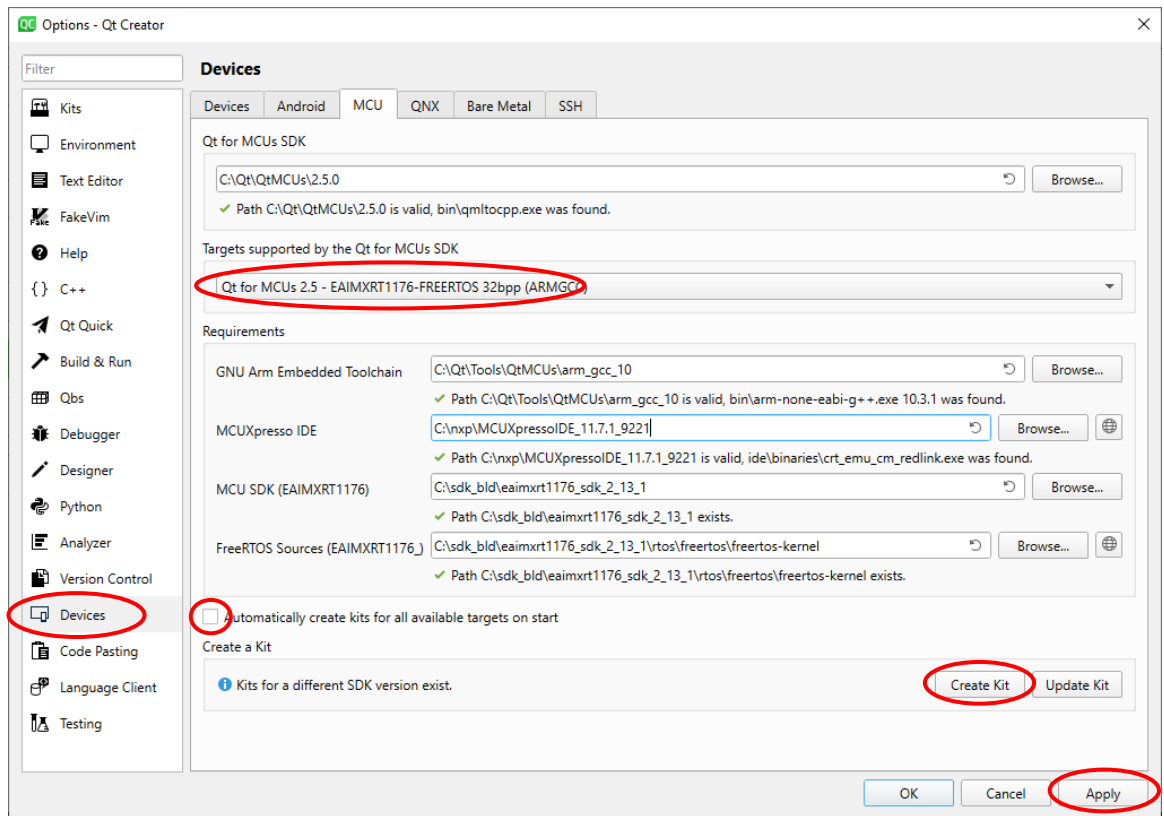 QC Options - Qt Creator
Filter
Kits
Environment
Text Editor
Fake
FakeVim
Help
{} C++
Qt Quick
Build & Run
Qbs
Debugger
Designer
Python
Analyzer
Version Control
Devices
Code Pasting
Language Client
Testing
Devices
Devices Android MCU QNX Bare Metal SSH
Qt for MCUs SDK
C:\Qt\QtMCUs\2.5.0 Browse...
Path C:\Qt\QtMCUs\2.5.0 is valid, bin\qmltocpp.exe was found.
Targets supported by the Qt for MCUs SDK
Qt for MCUs 2.5 - EAIMXRT1176-FREERTOS 32bpp (ARMGCC)
Requirements
GNU Arm Embedded Toolchain C:\Qt\Tools\QtMCUs\arm_gcc_10 Browse...
Path C:\Qt\Tools\QtMCUs\arm_gcc_10 is valid, bin\arm-none-eabi-g++.exe 10.3.1 was found.
MCUXpresso IDE C:\nxp\MCUXpressoIDE_11.7.1_9221 Browse...
Path C:\nxp\MCUXpressoIDE_11.7.1_9221 is valid, ide\binaries\crt_emu_cm_redlink.exe was found.
MCU SDK (EAIMXRT1176) C:\sdk_bld\eaimxrt1176_sdk_2_13_1 Browse...
Path C:\sdk_bld\eaimxrt1176_sdk_2_13_1 exists.
FreeRTOS Sources (EAIMXRT1176_) C:\sdk_bld\eaimxrt1176_sdk_2_13_1\rtos\freertos\freertos-kernel Browse...
Path C:\sdk_bld\eaimxrt1176_sdk_2_13_1\rtos\freertos\freertos-kernel exists.
Automatically create kits for all available targets on start
Create a Kit
Kits for a different SDK version exist. Create Kit Update Kit
OK Cancel Apply